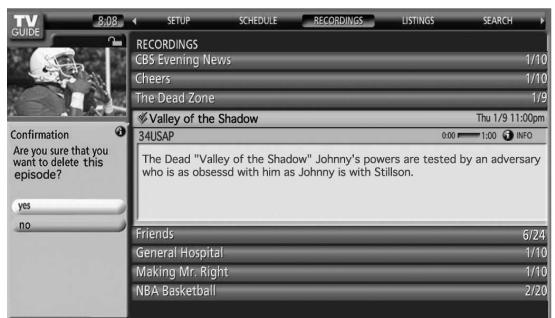 TV
GUIDE
8:08
SETUP SCHEDULE RECORDINGS LISTINGS SEARCH
RECORDINGS
CBS Evening News 1/10
Cheers 1/10
The Dead Zone 1/9
Valley of the Shadow Thu 1/9 11:00pm
34USAP 0:00 1:00 i INFO
The Dead "Valley of the Shadow" Johnny's powers are tested by an adversary
who is as obsessd with him as Johnny is with Stillson.
Friends 6/24
General Hospital 1/10
Making Mr. Right 1/10
NBA Basketball 2/20
Confirmation i
Are you sure that you
want to delete this
episode?
yes
no